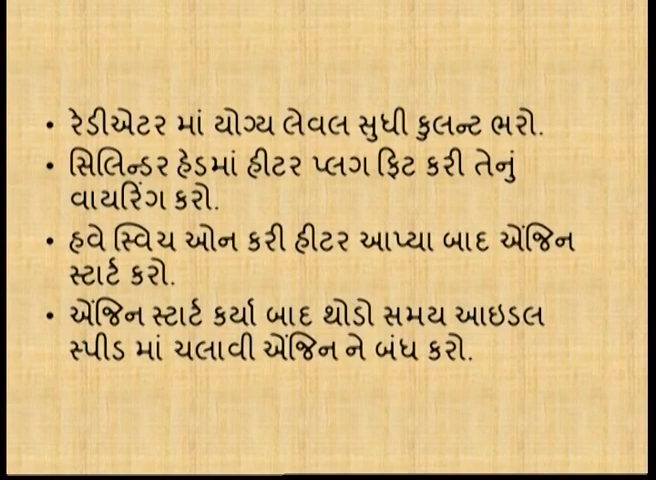 • રેડીએટર માં યોગ્ય લેવલ સુધી કુલન્ટ ભરો.
• સિલિન્ડર હેડમાં હીટર પ્લગ ફિટ કરી તેનું
વાયરિંગ કરો.
• હવે સ્વિચ ઓન કરી હીટર આપ્યા બાદ એંજિન
સ્ટાર્ટ કરો.
• એંજિન સ્ટાર્ટ કર્યા બાદ થોડો સમય આઇડલ
સ્પીડ માં ચલાવી એંજિન ને બંધ કરો.